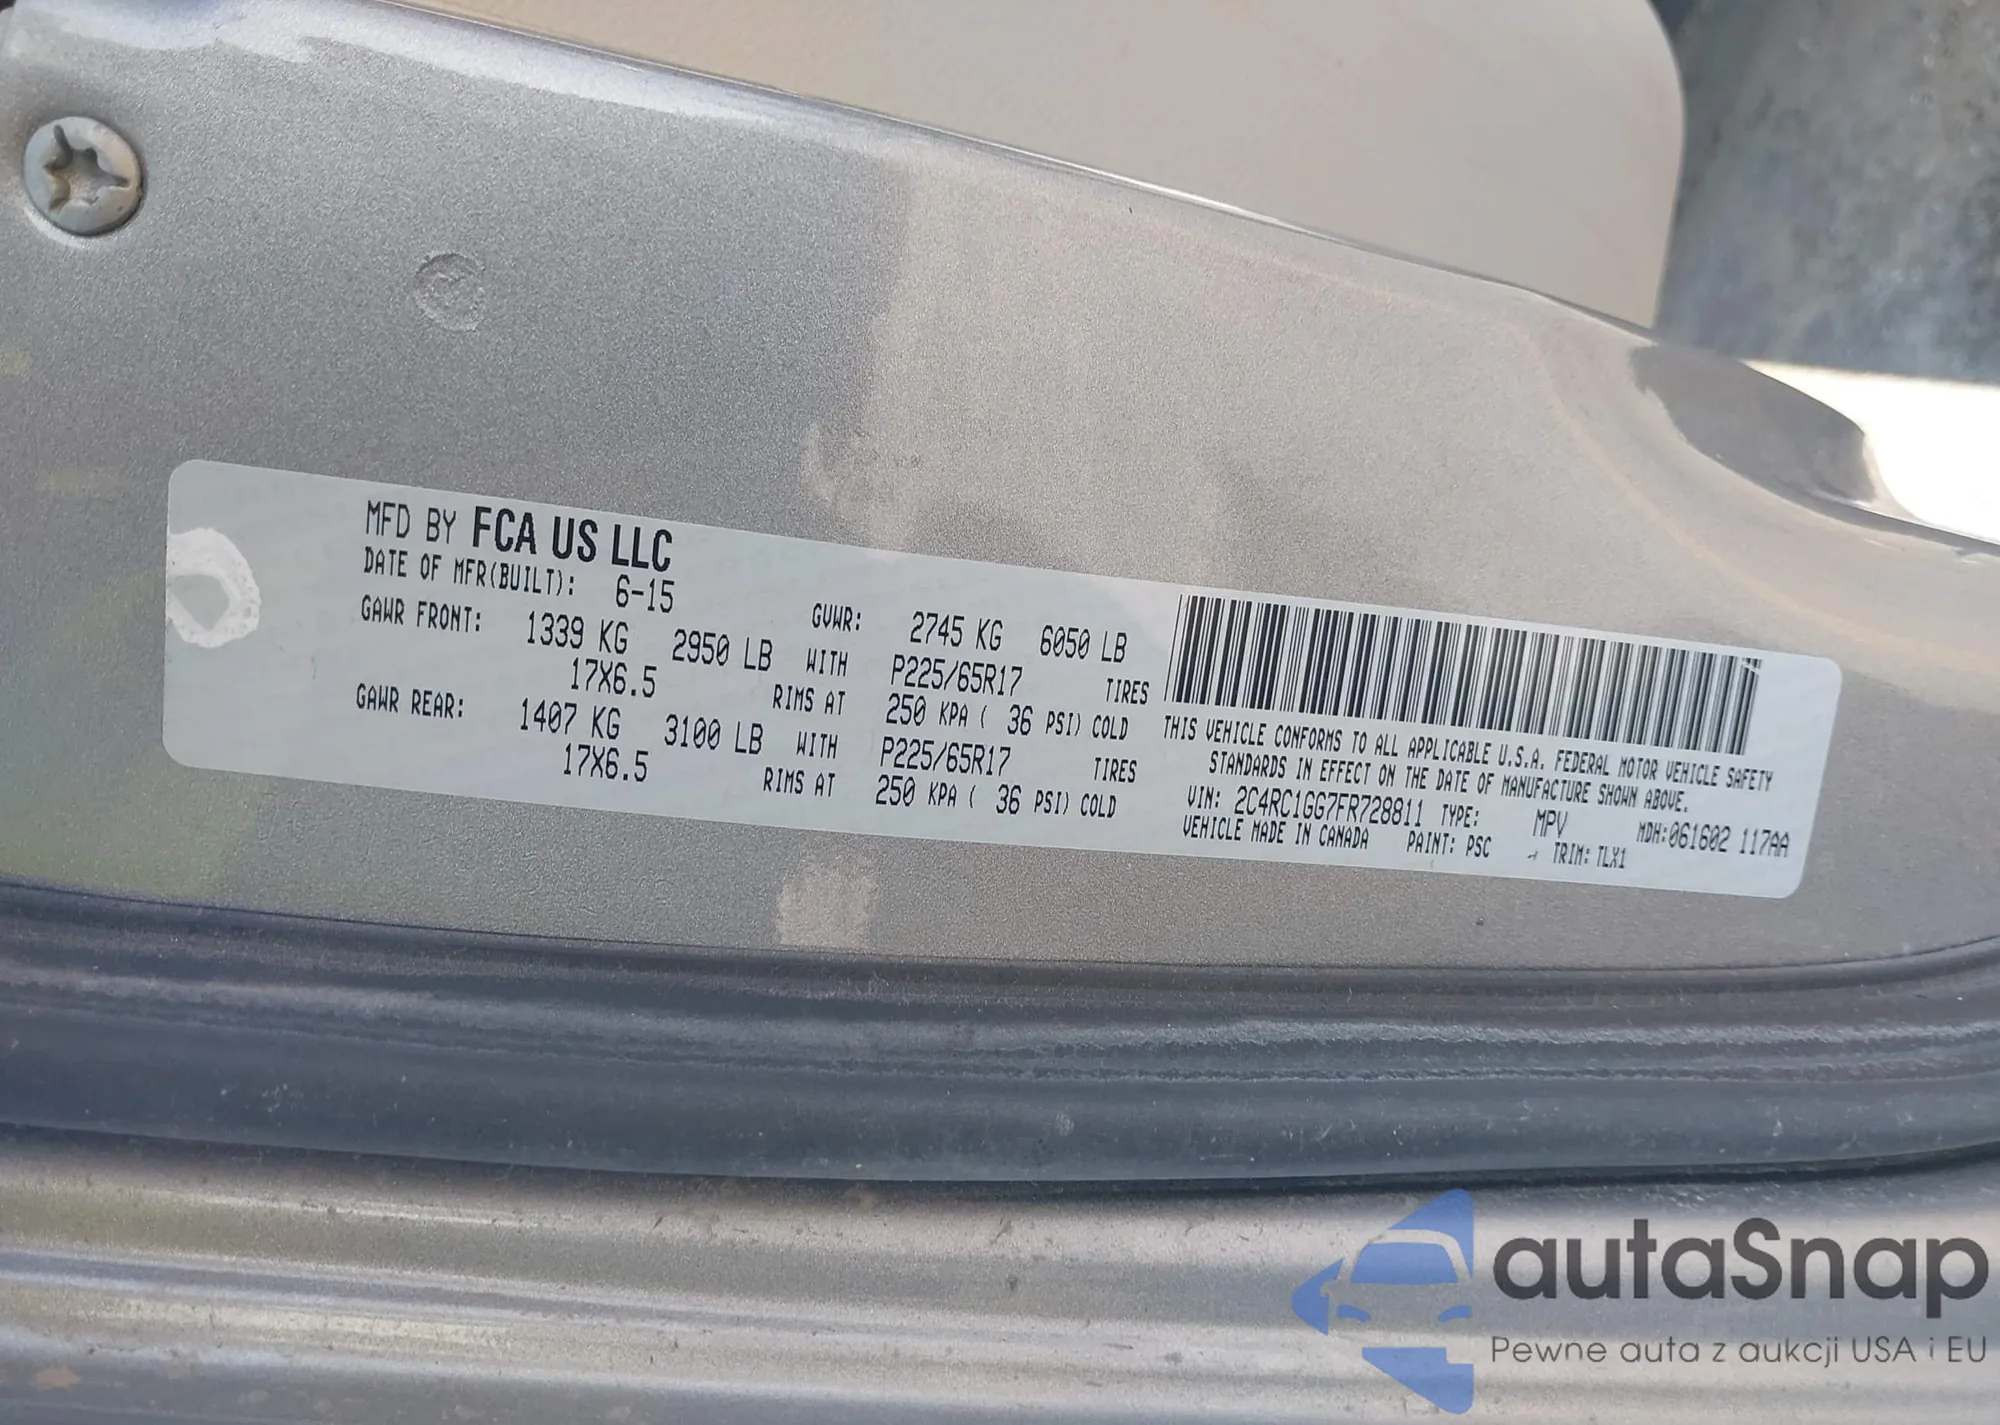 MFD BY FCA US LLC
DATE OF MFR(BUILT): 6-15 GVWR: 2745 KG 6050 LB
GAWR FRONT: 1339 KG 2950 LB WITH P225/65R17 TIRES
17X6.5 RIMS AT 250 KPA ( 36 PSI) COLD
GAWR REAR: 1407 KG 3100 LB WITH P225/65R17 TIRES
17X6.5 RIMS AT 250 KPA ( 36 PSI) COLD
THIS VEHICLE CONFORMS TO ALL APPLICABLE U.S.A. FEDERAL MOTOR VEHICLE SAFETY
STANDARDS IN EFFECT ON THE DATE OF MANUFACTURE SHOWN ABOVE.
VIN: 2C4RC1GG7FR728811 TYPE: MPV MDH:061602 117AA
VEHICLE MADE IN CANADA PAINT: PSC TRIM: TLX1
autaSnap
Pewne auta z aukcji USA i EU